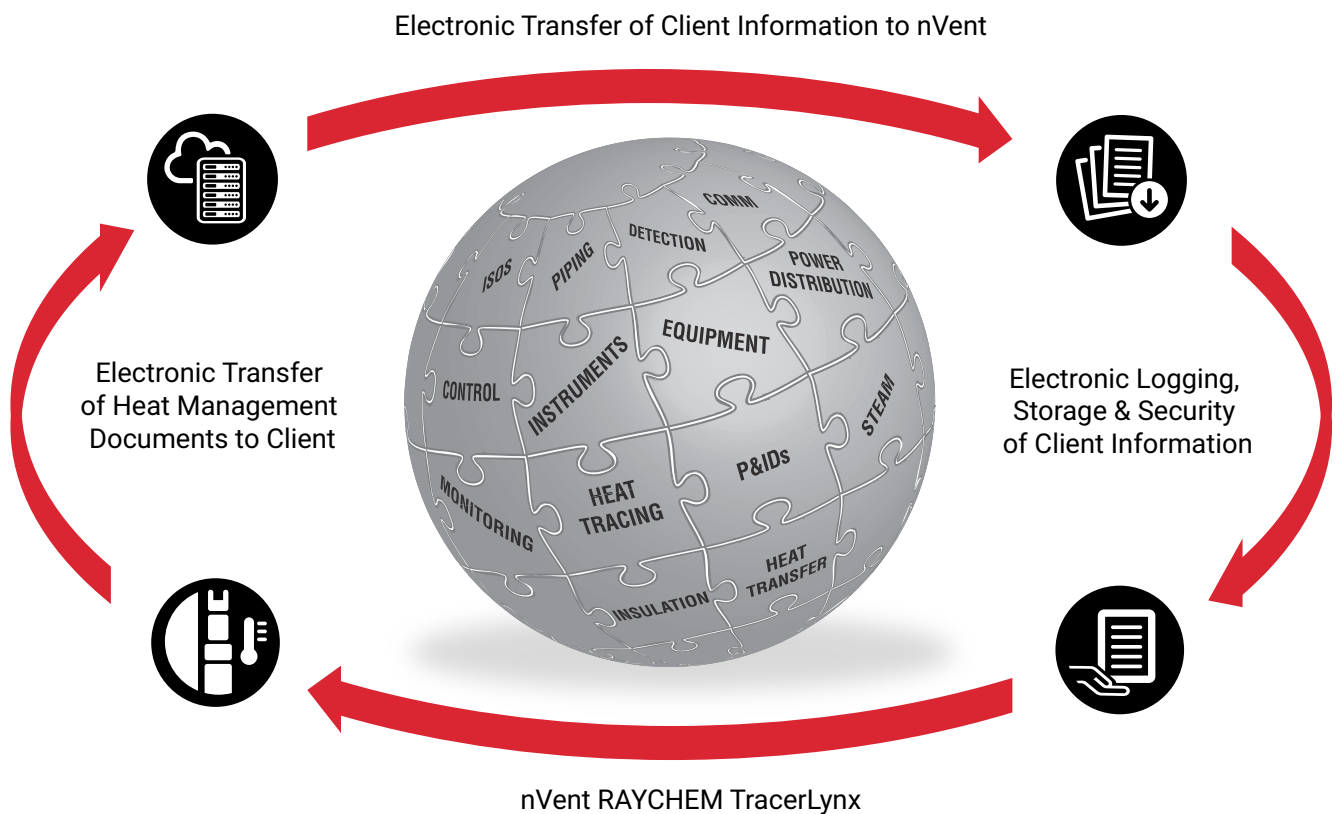 Electronic Transfer of Client Information to nVent
COMM
DETECTION
ISOS
PIPING
POWER
DISTRIBUTION
EQUIPMENT
INSTRUMENTS
CONTROL
STEAM
Electronic Transfer
of Heat Management
Documents to Client
Electronic Logging,
Storage & Security
of Client Information
P&IDs
HEAT
TRACING
MONITORING
HEAT
TRANSFER
INSULATION
nVent RAYCHEM TracerLynx